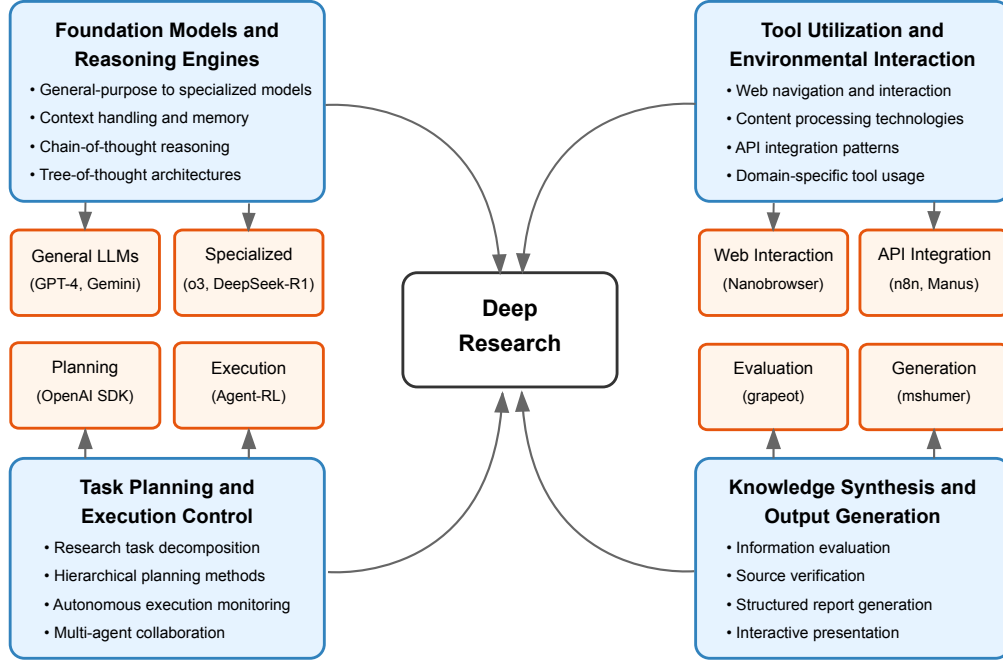 Foundation Models and
Reasoning Engines
• General-purpose to specialized models
• Context handling and memory
• Chain-of-thought reasoning
• Tree-of-thought architectures
Tool Utilization and
Environmental Interaction
• Web navigation and interaction
• Content processing technologies
• API integration patterns
• Domain-specific tool usage
General LLMs
(GPT-4, Gemini)
Specialized
(o3, DeepSeek-R1)
Web Interaction
(Nanobrowser)
API Integration
(n8n, Manus)
Deep
Research
Planning
(OpenAI SDK)
Execution
(Agent-RL)
Evaluation
(grapeot)
Generation
(mshumer)
Task Planning and
Execution Control
• Research task decomposition
• Hierarchical planning methods
• Autonomous execution monitoring
• Multi-agent collaboration
Knowledge Synthesis and
Output Generation
• Information evaluation
• Source verification
• Structured report generation
• Interactive presentation